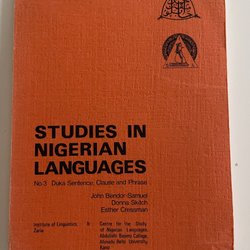 STUDIES IN
NIGERIAN
LANGUAGES
No.3 Duka Sentence, Clause and Phrase
John Bendor-Samuel
Donna Skitch
Esther Cressman
Institute of Linguistics &
Zaria
Centre for the Study
of Nigerian Languages,
Abdullahi Bayero College,
Ahmadu Bello University,
Kano